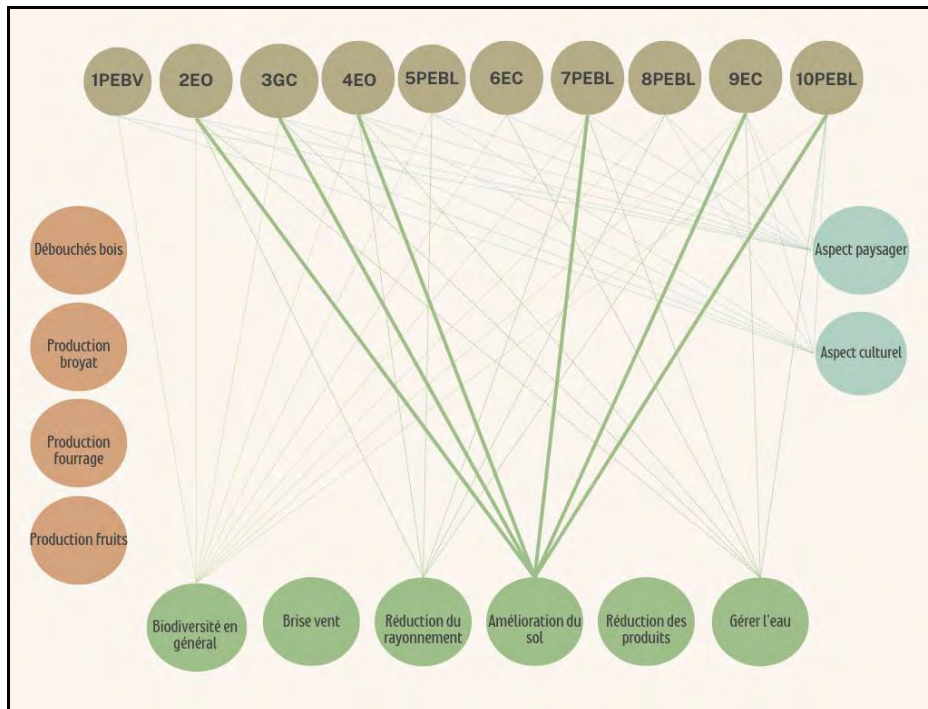 1PEBV
2EO
3GC
4EO
5PEBL
6EC
7PEBL
8PEBL
9EC
10PEBL
Débouchés bois
Production
broyat
Production
fourrage
Production fruits
Aspect paysager
Aspect culturel
Biodiversité en
général
Brise vent
Réduction du
rayonnement
Amélioration du
sol
Réduction des
produits
Gérer l'eau